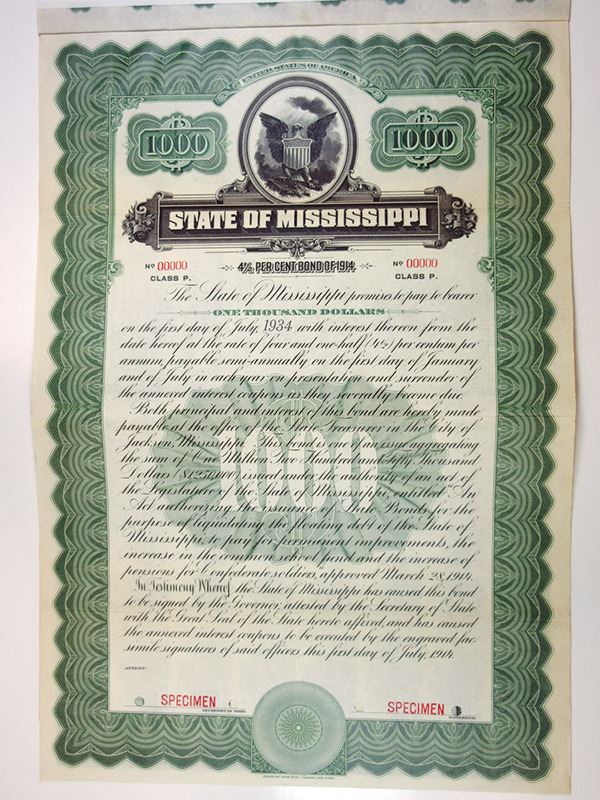 UNITED STATES OF AMERICA
1000 1000
STATE OF MISSISSIPPI
No 00000 4½ PER CENT. BOND OF 1914. No 00000
CLASS P. CLASS P.
The State of Mississippi promises to pay to bearer
ONE THOUSAND DOLLARS
on the first day of July 1934 with interest thereon from the
date hereof at the rate of four and one-half (4½) per centum per
annum, payable semi-annually on the first day of January
and of July in each year on presentation and surrender of
the annexed interest coupons as they severally become due.
Both principal and interest of this bond are hereby made
payable at the office of the State Treasurer in the City of
Jackson, Mississippi. This bond is one of an issue aggregating
the sum of One Million Two Hundred and Fifty Thousand
Dollars ($1,250,000) issued under the authority of an act of
the Legislature of the State of Mississippi, entitled "An
Act authorizing the issuance of State Bonds for the
purpose of liquidating the floating debt of the State of
Mississippi to pay for permanent improvements, the
increase in the common school fund and the increase of
pensions for Confederate soldiers, approved March 28, 1914.
In Testimony Whereof, the State of Mississippi has caused this bond
to be signed by the Governor, attested by the Secretary of State
with the Great Seal of the State hereto affixed, and has caused
the annexed interest coupons to be executed by the engraved fac
simile signatures of said officers this first day of July, 1914.
ATTEST:
SPECIMEN SPECIMEN
SECRETARY OF STATE. GOVERNOR.
1000